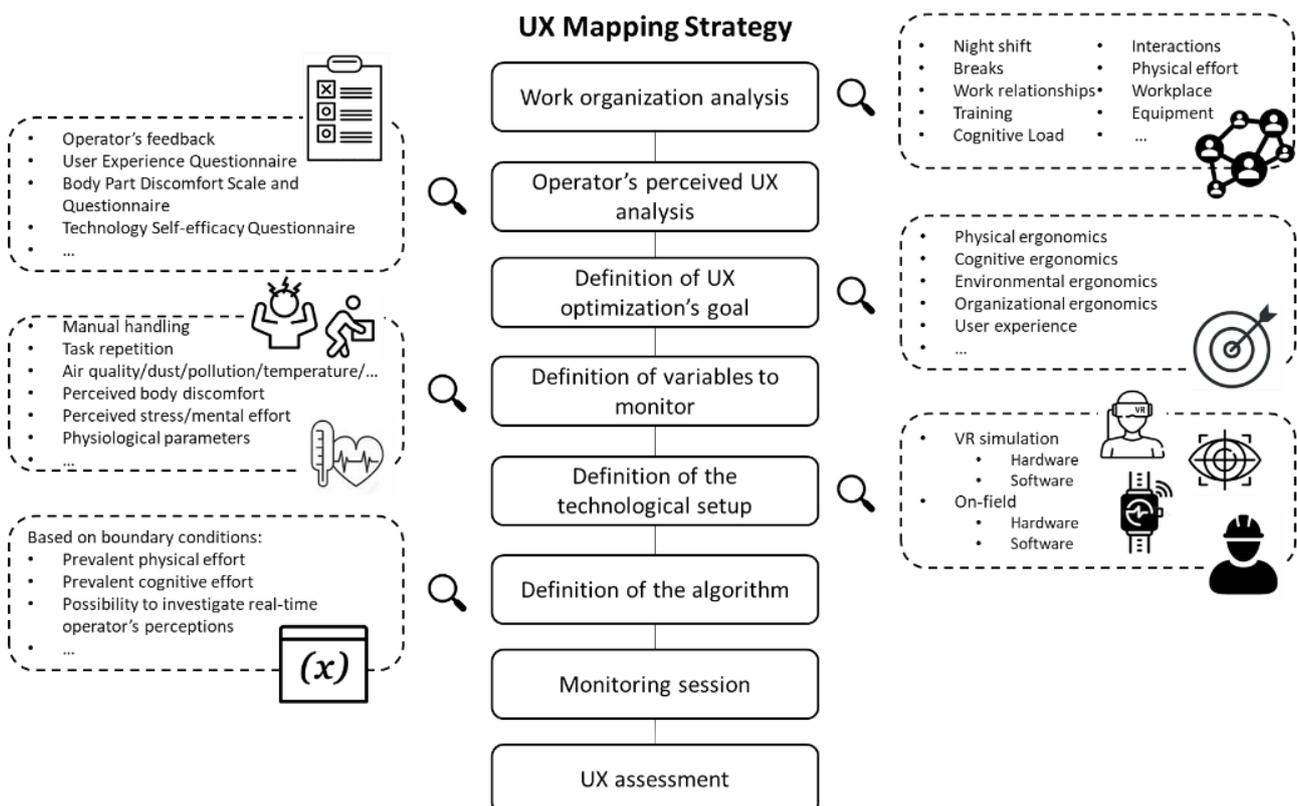 UX Mapping Strategy
Work organization analysis
• Night shift
• Breaks
• Work relationships
• Training
• Cognitive Load
• Interactions
• Physical effort
• Workplace
• Equipment
• ...
Operator's perceived UX
analysis
• Operator's feedback
• User Experience Questionnaire
• Body Part Discomfort Scale and
Questionnaire
• Technology Self-efficacy Questionnaire
• ...
Definition of UX
optimization's goal
• Physical ergonomics
• Cognitive ergonomics
• Environmental ergonomics
• Organizational ergonomics
• User experience
• ...
Definition of variables to
monitor
• Manual handling
• Task repetition
• Air quality/dust/pollution/temperature/...
• Perceived body discomfort
• Perceived stress/mental effort
• Physiological parameters
• ...
Definition of the
technological setup
• VR simulation
• Hardware
• Software
• On-field
• Hardware
• Software
VR
Definition of the algorithm
Based on boundary conditions:
• Prevalent physical effort
• Prevalent cognitive effort
• Possibility to investigate real-time
operator's perceptions
• ...
(x)
Monitoring session
UX assessment